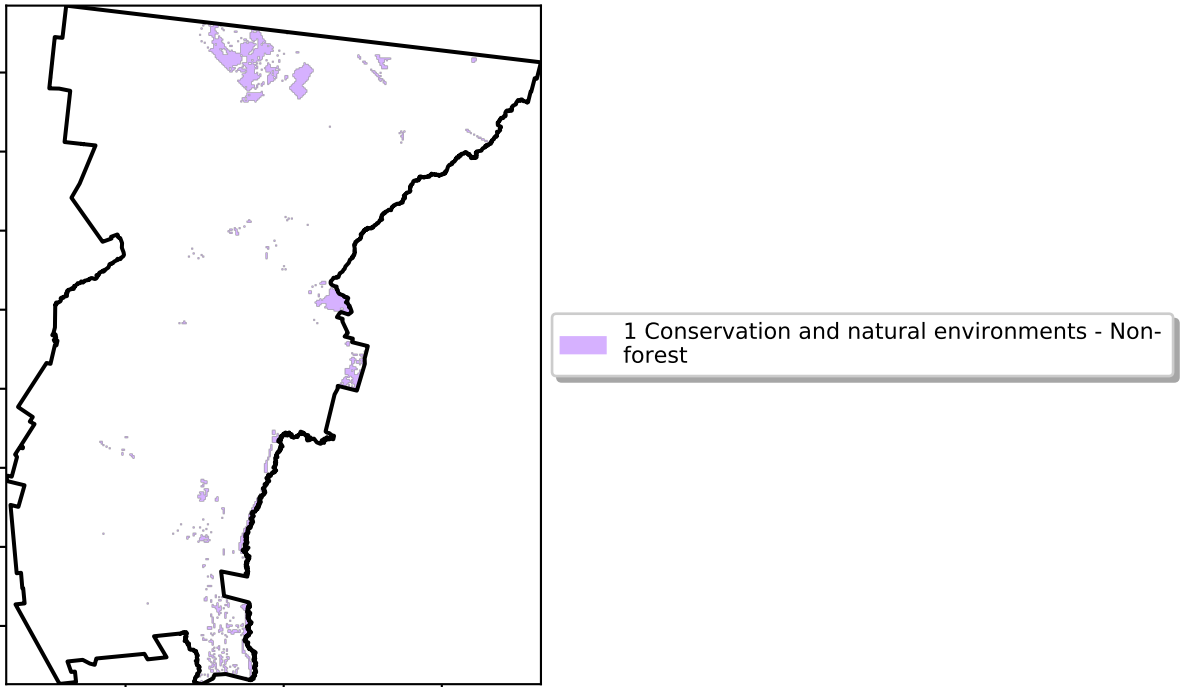 1 Conservation and natural environments - Non-
forest